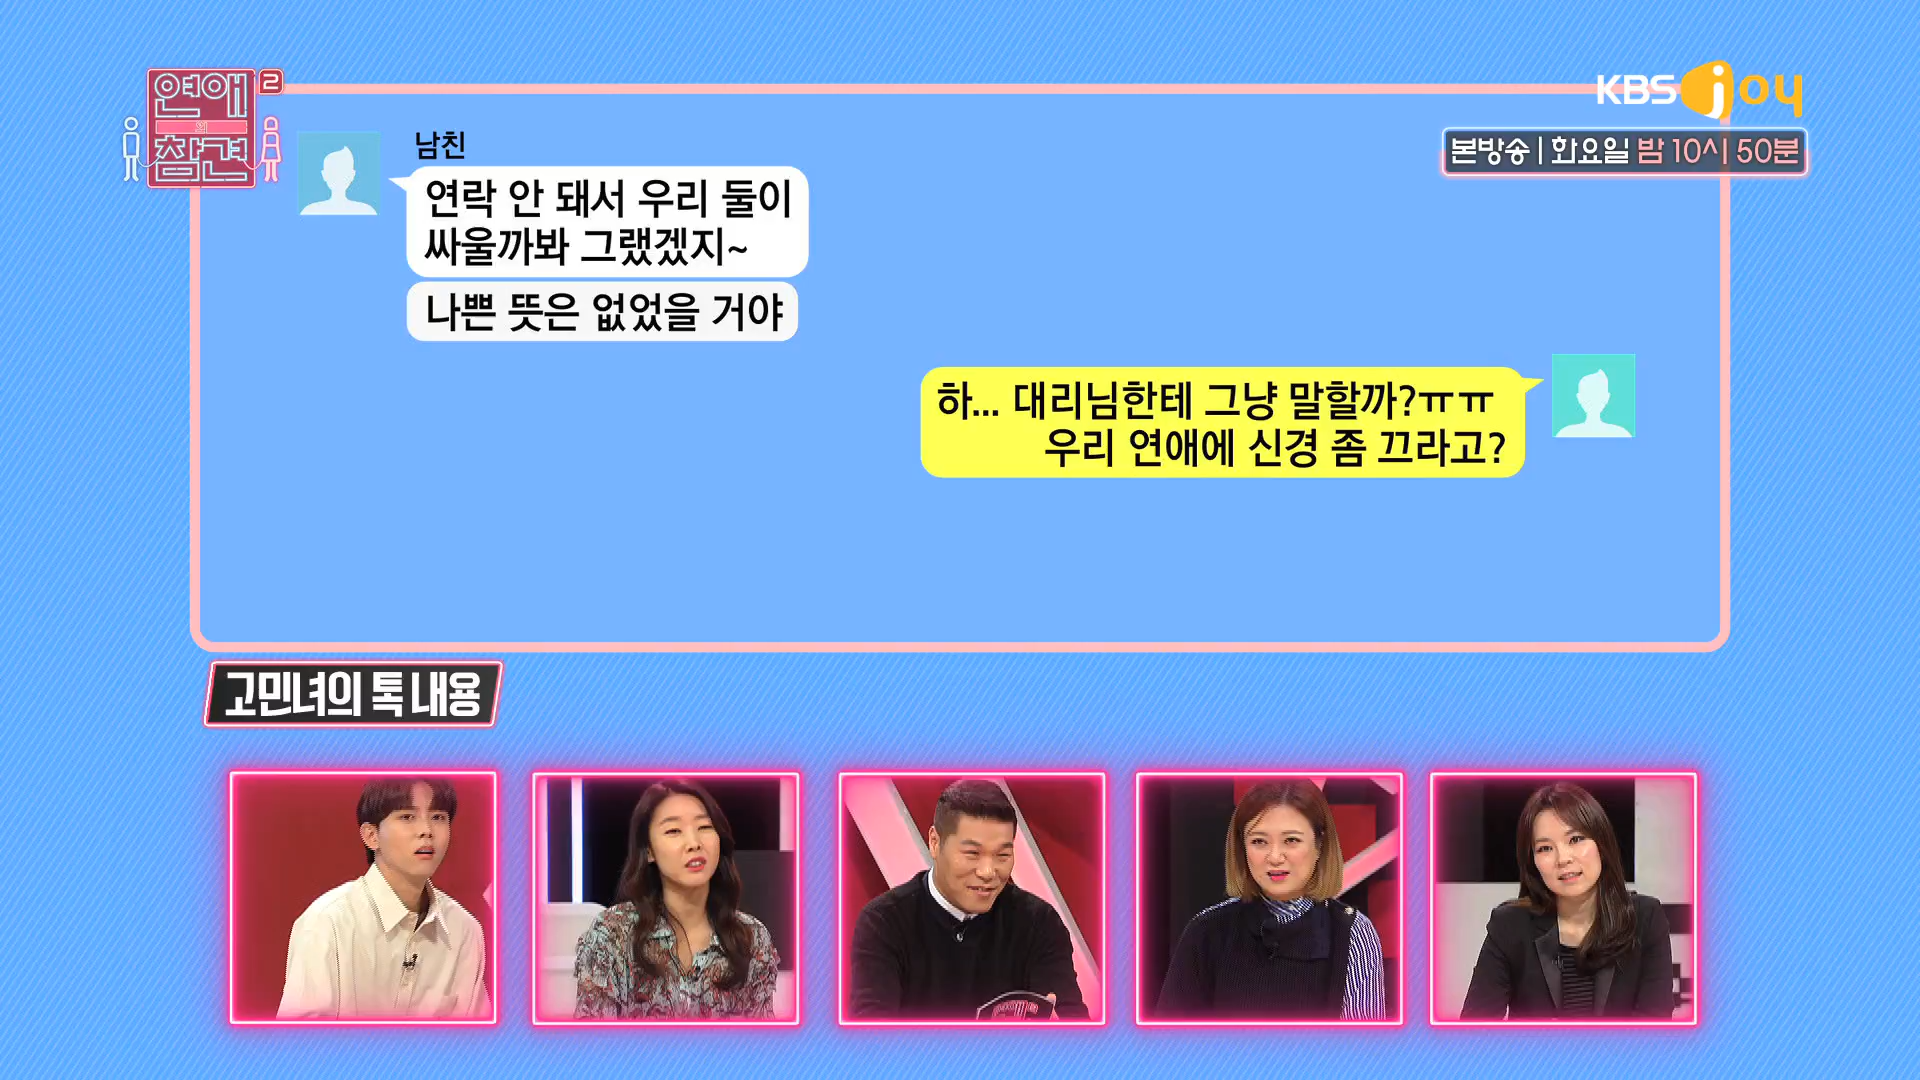 연애 2
의
참견
KBS joy
본방송 | 화요일 밤 10시 50분
남친
연락 안 돼서 우리 둘이
싸울까봐 그랬겠지~
나쁜 뜻은 없었을 거야
하... 대리님한테 그냥 말할까?ㅠㅠ
우리 연애에 신경 좀 끄라고?
고민녀의 톡 내용